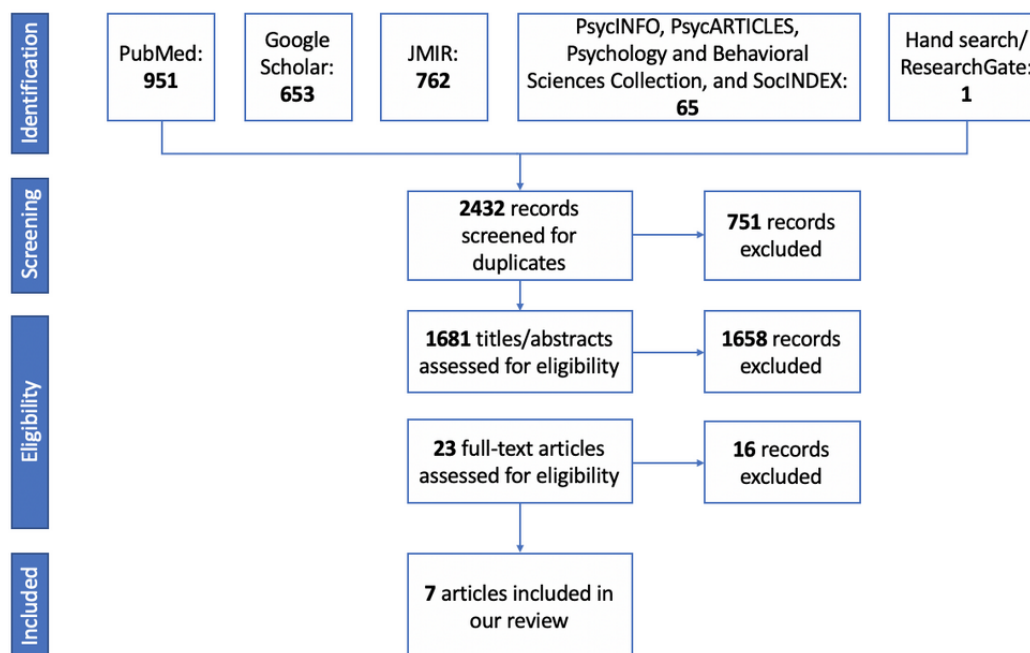 Identification
PubMed:
951
Google
Scholar:
653
JMIR:
762
PsycINFO, PsycARTICLES,
Psychology and Behavioral
Sciences Collection, and SocINDEX:
65
Hand search/
ResearchGate:
1
Screening
2432 records
screened for
duplicates
751 records
excluded
Eligibility
1681 titles/abstracts
assessed for eligibility
1658 records
excluded
23 full-text articles
assessed for eligibility
16 records
excluded
Included
7 articles included in
our review